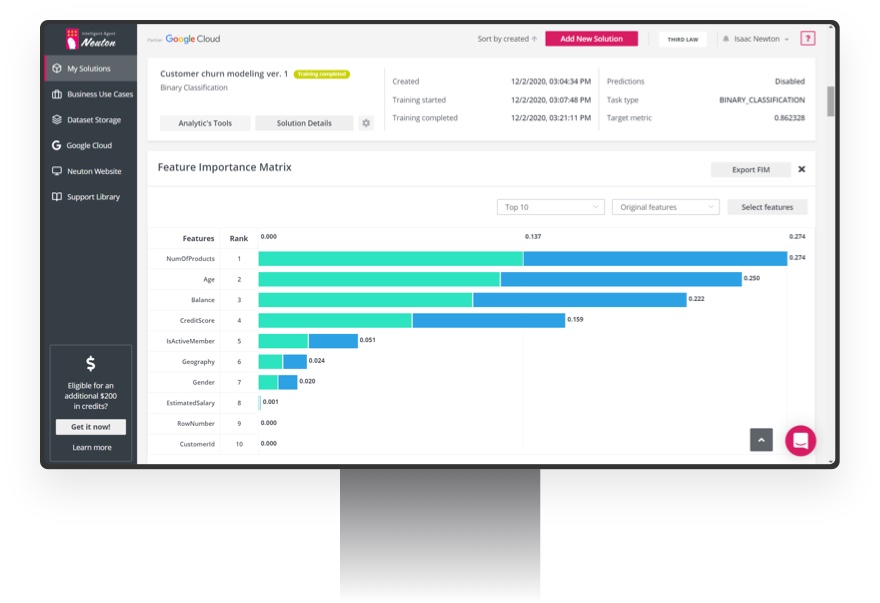 Intelligent Agent
Neuton
Partner Google Cloud
Sort by created
Add New Solution
THIRD LAW
Isaac Newton
?
My Solutions
Business Use Cases
Dataset Storage
Google Cloud
Neuton Website
Support Library
$
Eligible for an
additional $200
in credits?
Get it now!
Learn more
Customer churn modeling ver. 1 Training completed
Binary Classification
Analytic's Tools
Solution Details
Created 12/2/2020, 03:04:34 PM
Training started 12/2/2020, 03:07:48 PM
Training completed 12/2/2020, 03:21:11 PM
Predictions Disabled
Task type BINARY_CLASSIFICATION
Target metric 0.862328
Feature Importance Matrix
Export FIM
Top 10
Original features
Select features
Features Rank 0.000 0.137 0.274
NumOfProducts 1 0.274
Age 2 0.250
Balance 3 0.222
CreditScore 4 0.159
IsActiveMember 5 0.051
Geography 6 0.024
Gender 7 0.020
EstimatedSalary 8 0.001
RowNumber 9 0.000
CustomerId 10 0.000